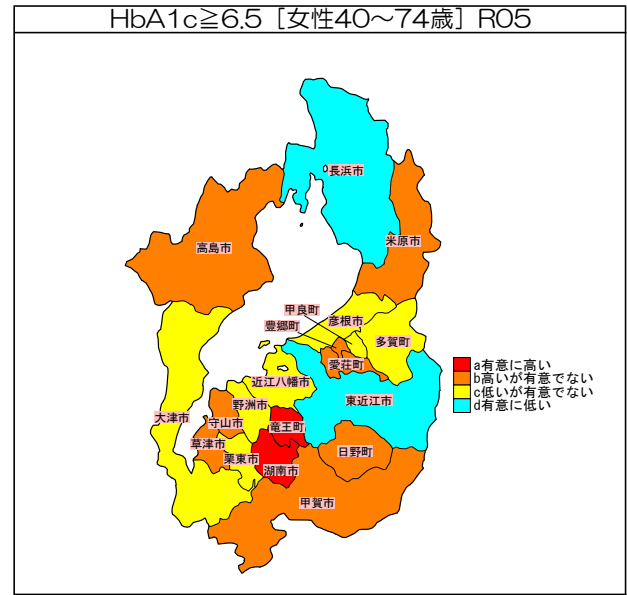 HbA1c≧6.5［女性40～74歳］R05
長浜市
米原市
高島市
甲良町
豊郷町
彦根市
多賀町
愛荘町
a有意に高い
b高いが有意でない
c低いが有意でない
d有意に低い
近江八幡市
東近江市
大津市
野洲市
守山市
竜王町
草津市
栗東市
日野町
湖南市
甲賀市